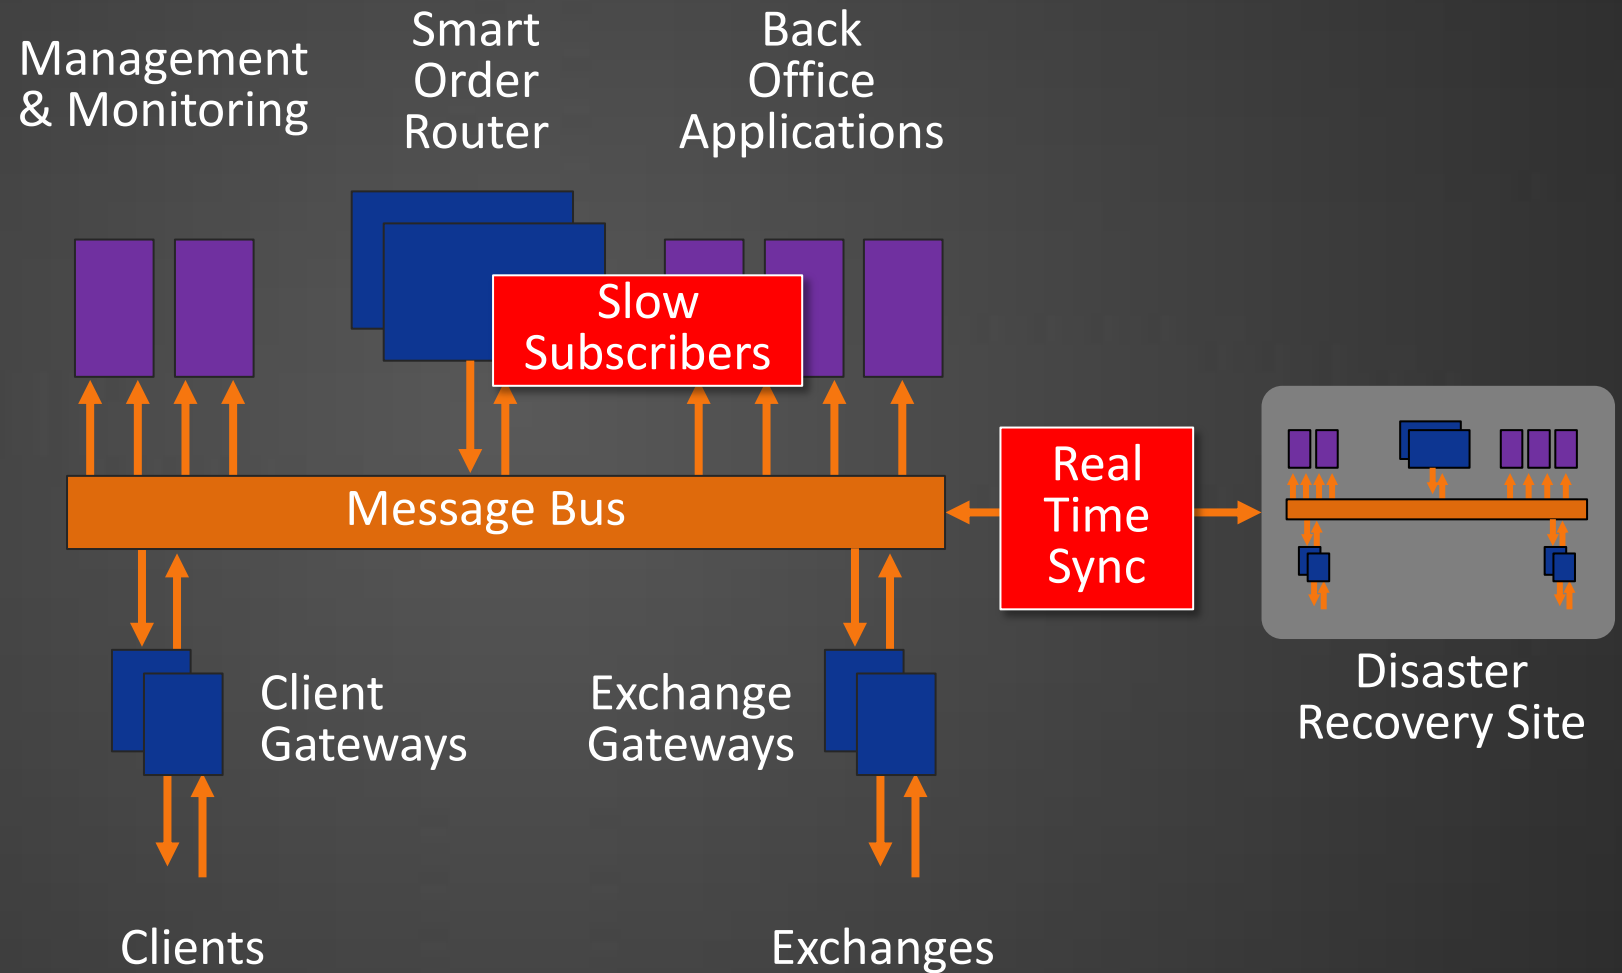 Management
& Monitoring
Smart
Order
Router
Back
Office
Applications
Slow
Subscribers
Message Bus
Real
Time
Sync
Client
Gateways
Exchange
Gateways
Disaster
Recovery Site
Clients
Exchanges